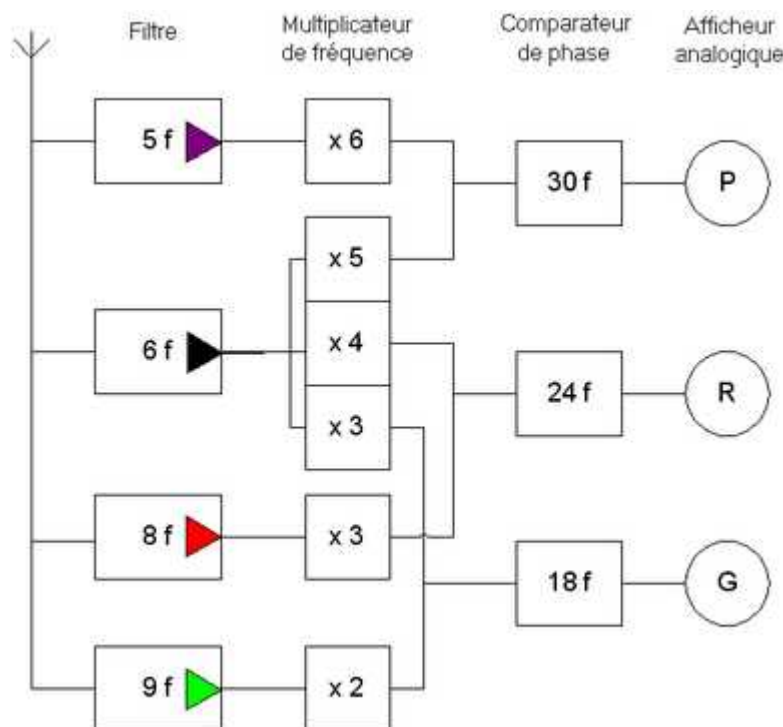 Filtre
Multiplicateur
de fréquence
Comparateur
de phase
Afficheur
analogique
5 f
x 6
30 f
P
x 5
6 f
x 4
24 f
R
x 3
8 f
x 3
18 f
G
9 f
x 2